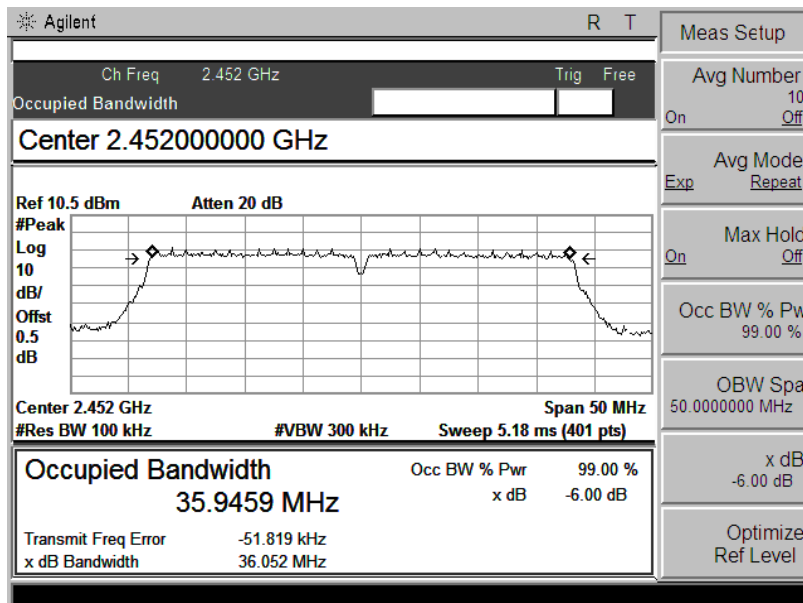 Agilent R T
Ch Freq 2.452 GHz Trig Free
Occupied Bandwidth
Center 2.452000000 GHz
Ref 10.5 dBm Atten 20 dB
#Peak
Log
10
dB/
Offst
0.5
dB
Center 2.452 GHz Span 50 MHz
#Res BW 100 kHz #VBW 300 kHz Sweep 5.18 ms (401 pts)
Occupied Bandwidth Occ BW % Pwr 99.00 %
35.9459 MHz x dB -6.00 dB
Transmit Freq Error -51.819 kHz
x dB Bandwidth 36.052 MHz
Meas Setup
Avg Number
10
On Off
Avg Mode
Exp Repeat
Max Hold
On Off
Occ BW % Pw
99.00 %
OBW Spa
50.0000000 MHz
x dB
-6.00 dB
Optimize
Ref Level